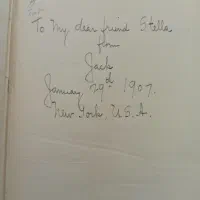 To My dear friend Stella
from
Jack
January 29th 1907.
New York, U.S.A.